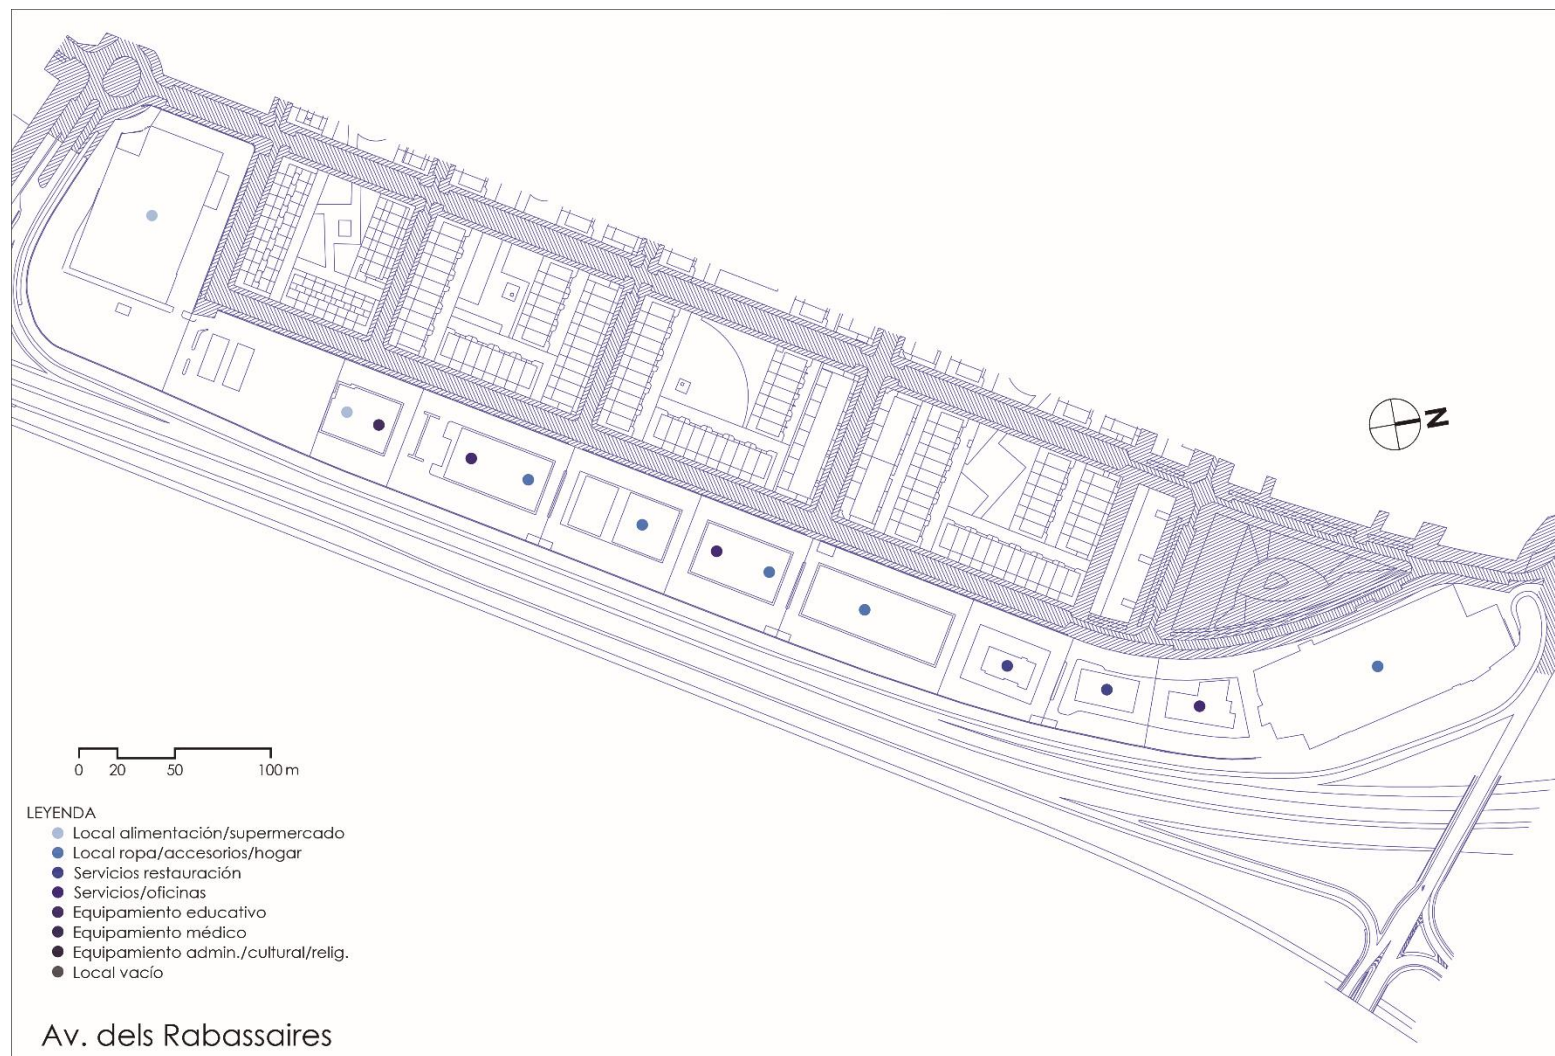 N
0 20 50 100 m
LEYENDA
Local alimentación/supermercado
Local ropa/accesorios/hogar
Servicios restauración
Servicios/oficinas
Equipamiento educativo
Equipamiento médico
Equipamiento admin./cultural/relig.
Local vacío
Av. dels Rabassaires